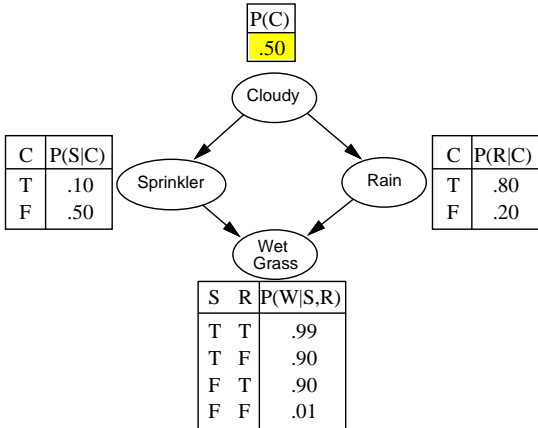 P(C)
.50
Cloudy
C P(S|C)
T .10
F .50
Sprinkler
Rain
C P(R|C)
T .80
F .20
Wet
Grass
S R P(W|S,R)
T T .99
T F .90
F T .90
F F .01